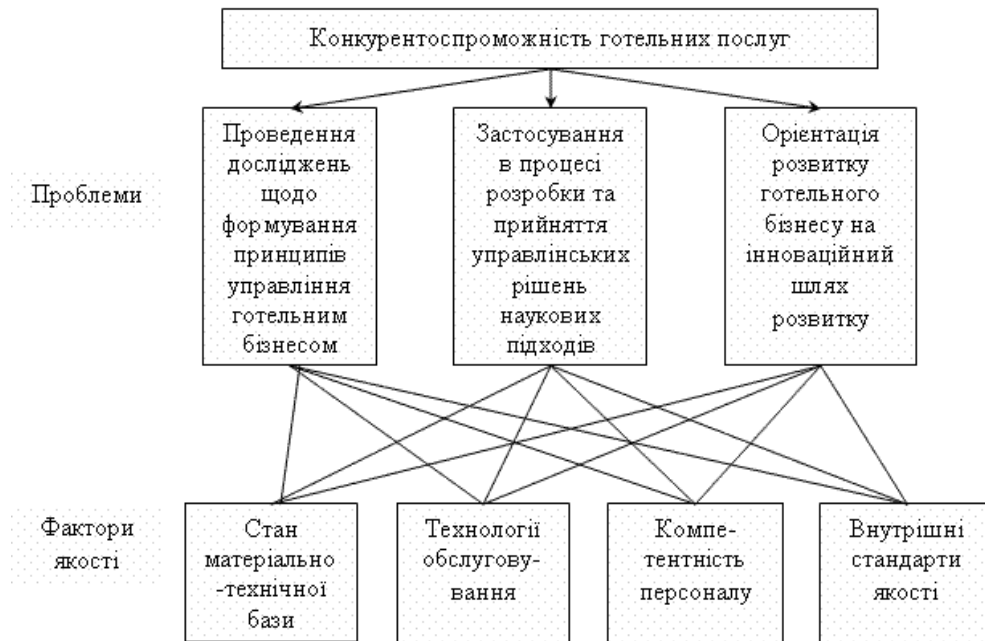 Конкурентоспроможність готельних послуг
Проблеми
Проведення
досліджень
щодо
формування
принципів
управління
готельним
бізнесом
Застосування
в процесі
розробки та
прийняття
управлінських
рішень
наукових
підходів
Орієнтація
розвитку
готельного
бізнесу на
інноваційний
шлях
розвитку
Фактори
якості
Стан
матеріально
-технічної
бази
Технології
обслугову-
вання
Компе-
тентність
персоналу
Внутрішні
стандарти
якості